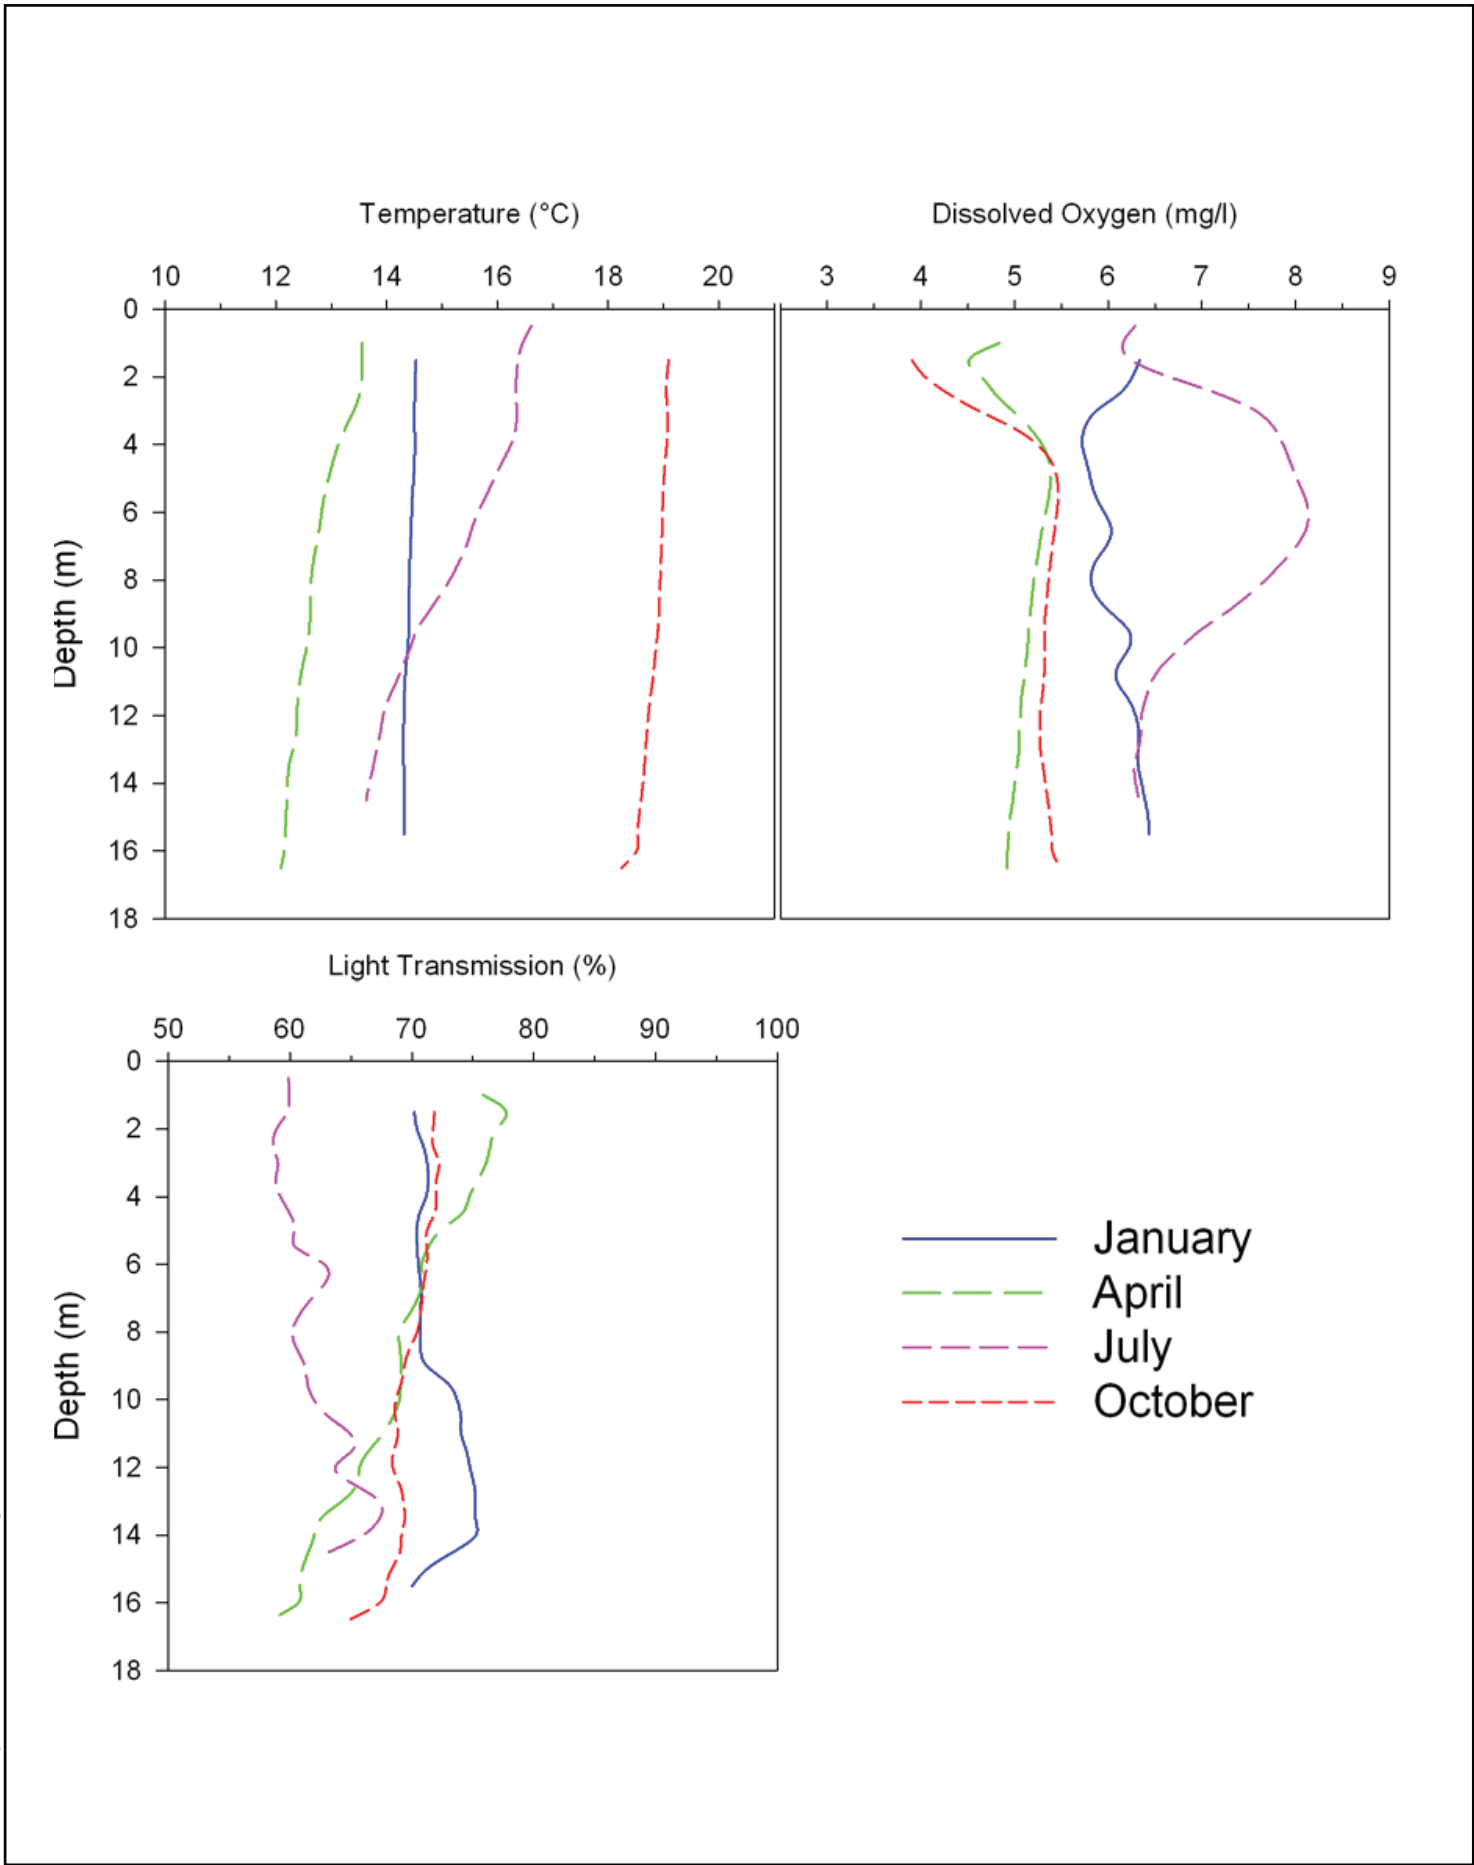 Temperature (°C)
Dissolved Oxygen (mg/l)
10 12 14 16 18 20
3 4 5 6 7 8 9
0
2
4
6
8
10
12
14
16
18
Depth (m)
Light Transmission (%)
50 60 70 80 90 100
0
2
4
6
8
10
12
14
16
18
Depth (m)
January
April
July
October